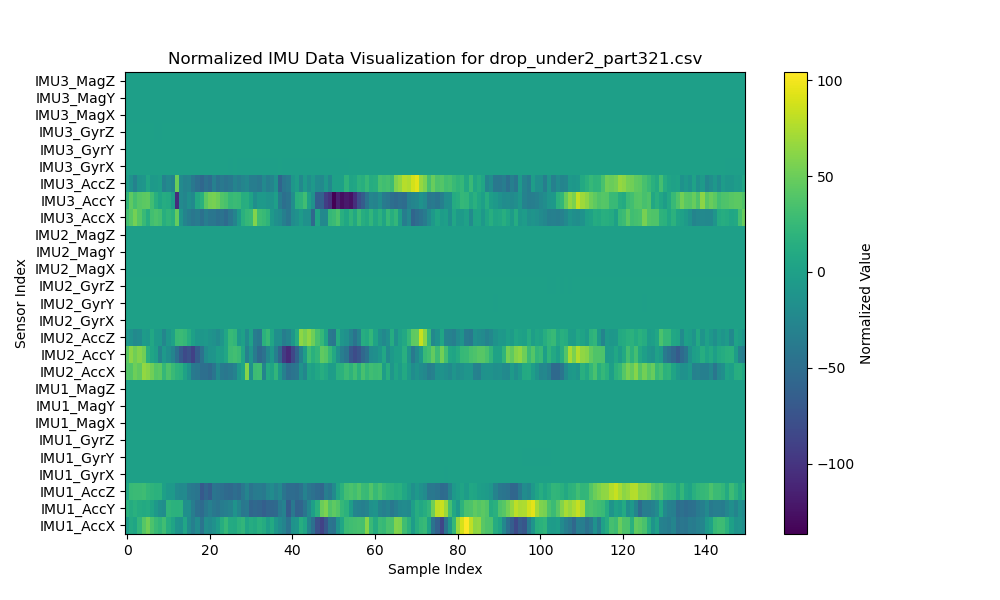 Normalized IMU Data Visualization for drop_under2_part321.csv
IMU3_MagZ
IMU3_MagY
IMU3_MagX
IMU3_GyrZ
IMU3_GyrY
IMU3_GyrX
IMU3_AccZ
IMU3_AccY
IMU3_AccX
IMU2_MagZ
IMU2_MagY
IMU2_MagX
IMU2_GyrZ
IMU2_GyrY
IMU2_GyrX
IMU2_AccZ
IMU2_AccY
IMU2_AccX
IMU1_MagZ
IMU1_MagY
IMU1_MagX
IMU1_GyrZ
IMU1_GyrY
IMU1_GyrX
IMU1_AccZ
IMU1_AccY
IMU1_AccX
Sensor Index
0 20 40 60 80 100 120 140
Sample Index
100
50
0
−50
−100
Normalized Value